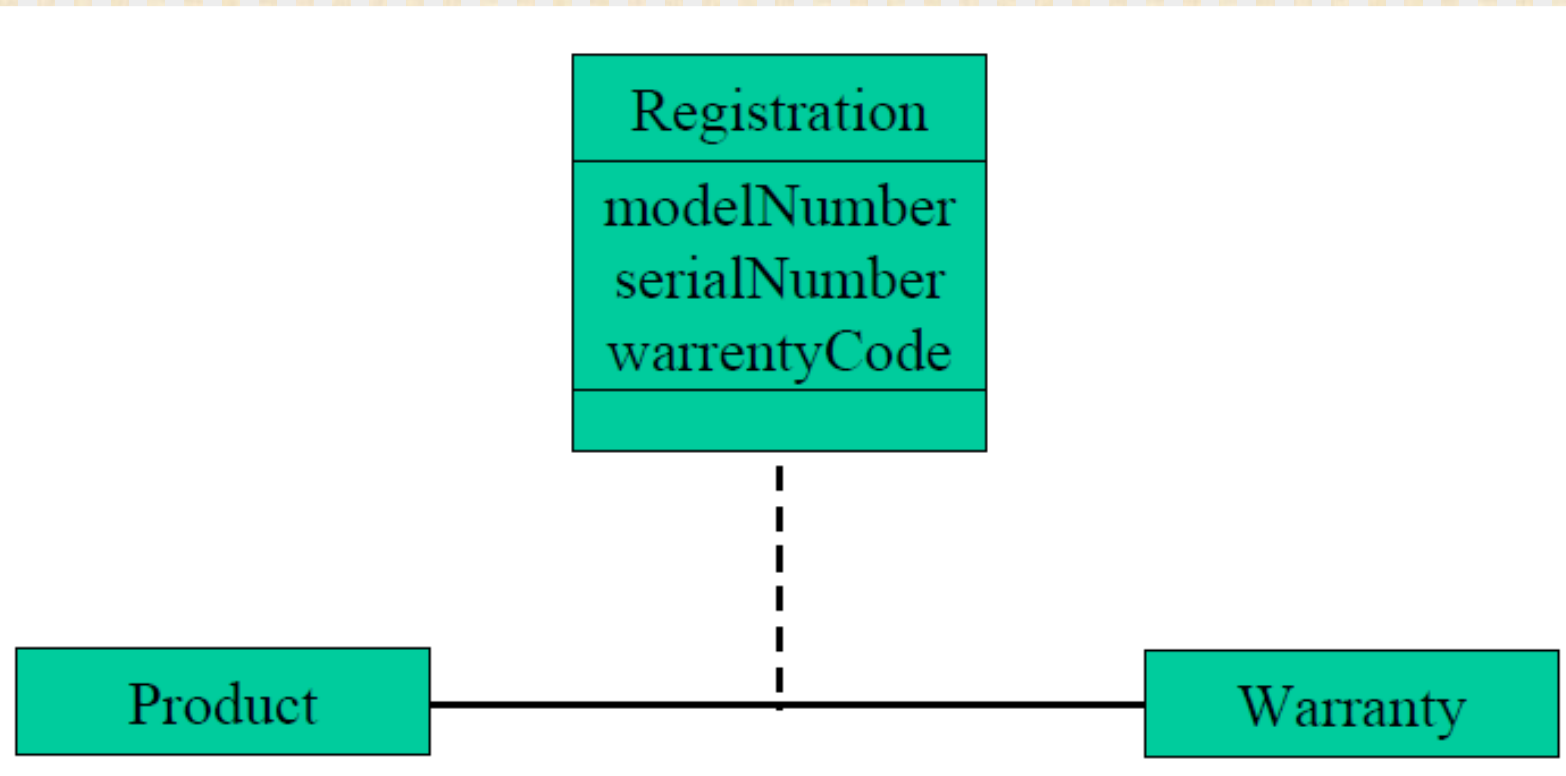 Registration
modelNumber
serialNumber
warrentyCode
Product
Warranty